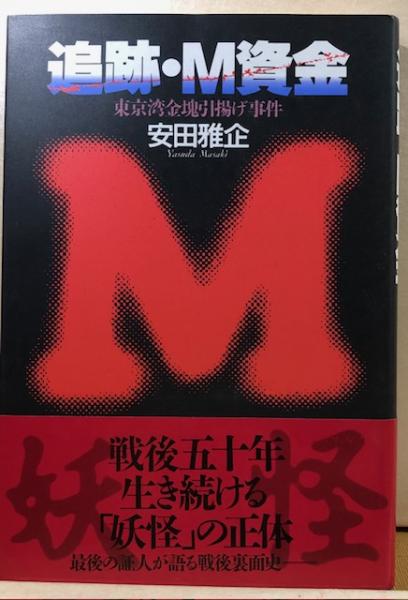 追跡・M資金
東京湾金塊引揚げ事件
安田雅企
Yasuda Masaki
M
妖怪
戦後五十年
生き続ける
「妖怪」の正体
最後の証人が語る戦後裏面史――